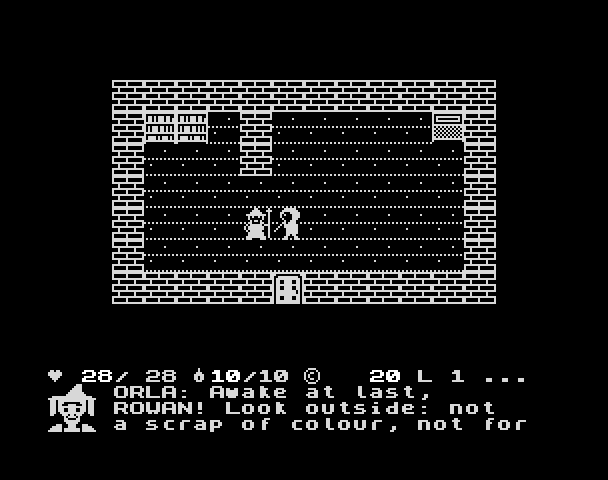 28/ 28 10/10 © 20 L 1 ...
ORLA: Awake at last,
ROWAN! Look outside: not
a scrap of colour, not for